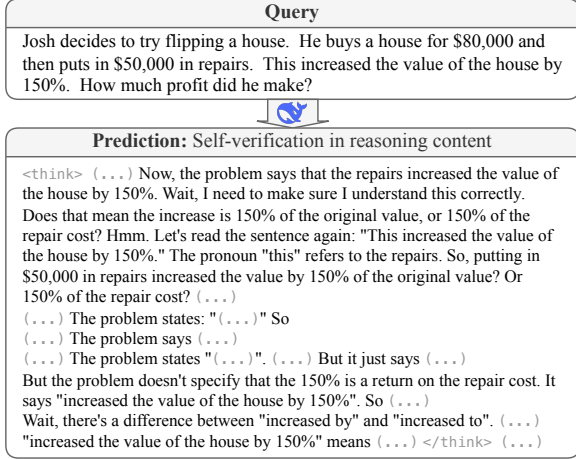 Query
Josh decides to try flipping a house. He buys a house for $80,000 and
then puts in $50,000 in repairs. This increased the value of the house by
150%. How much profit did he make?
Prediction: Self-verification in reasoning content
<think> (...) Now, the problem says that the repairs increased the value of
the house by 150%. Wait, I need to make sure I understand this correctly.
Does that mean the increase is 150% of the original value, or 150% of the
repair cost? Hmm. Let's read the sentence again: "This increased the value of
the house by 150%." The pronoun "this" refers to the repairs. So, putting in
$50,000 in repairs increased the value by 150% of the original value? Or
150% of the repair cost? (...)
(...) The problem states: "(...)" So
(...) The problem says (...)
(...) The problem states "(...)". (...) But it just says (...)
But the problem doesn't specify that the 150% is a return on the repair cost. It
says "increased the value of the house by 150%". So (...)
Wait, there's a difference between "increased by" and "increased to". (...)
"increased the value of the house by 150%" means (...) </think> (...)